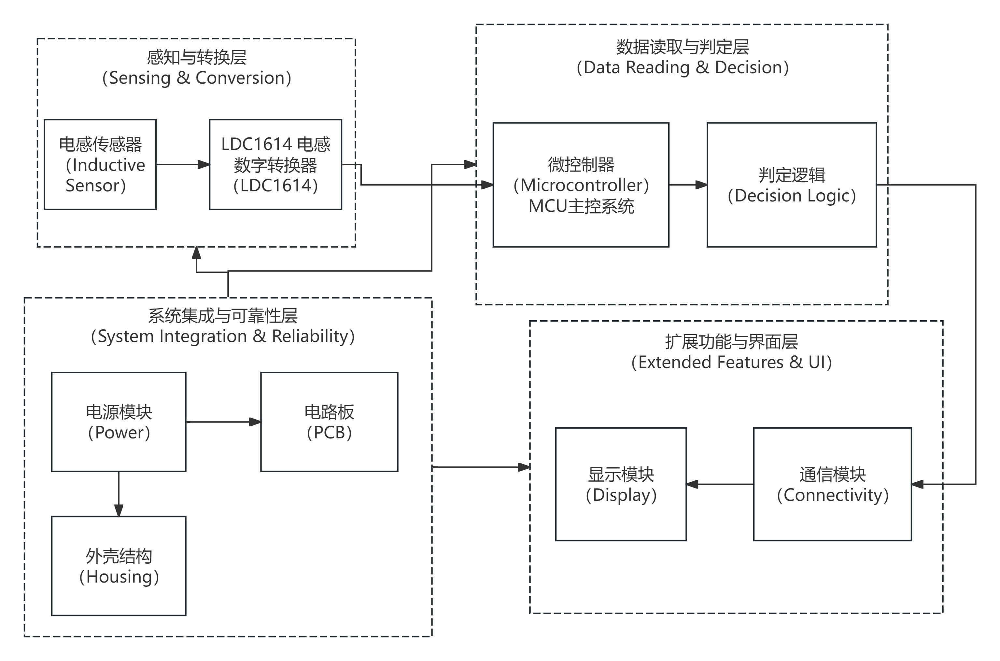 感知与转换层
（Sensing & Conversion）
电感传感器
（Inductive
Sensor）
LDC1614 电感
数字转换器
（LDC1614）
数据读取与判定层
（Data Reading & Decision）
微控制器
（Microcontroller）
MCU主控系统
判定逻辑
（Decision Logic）
系统集成与可靠性层
（System Integration & Reliability）
电源模块
（Power）
电路板
（PCB）
外壳结构
（Housing）
扩展功能与界面层
（Extended Features & UI）
显示模块
（Display）
通信模块
（Connectivity）